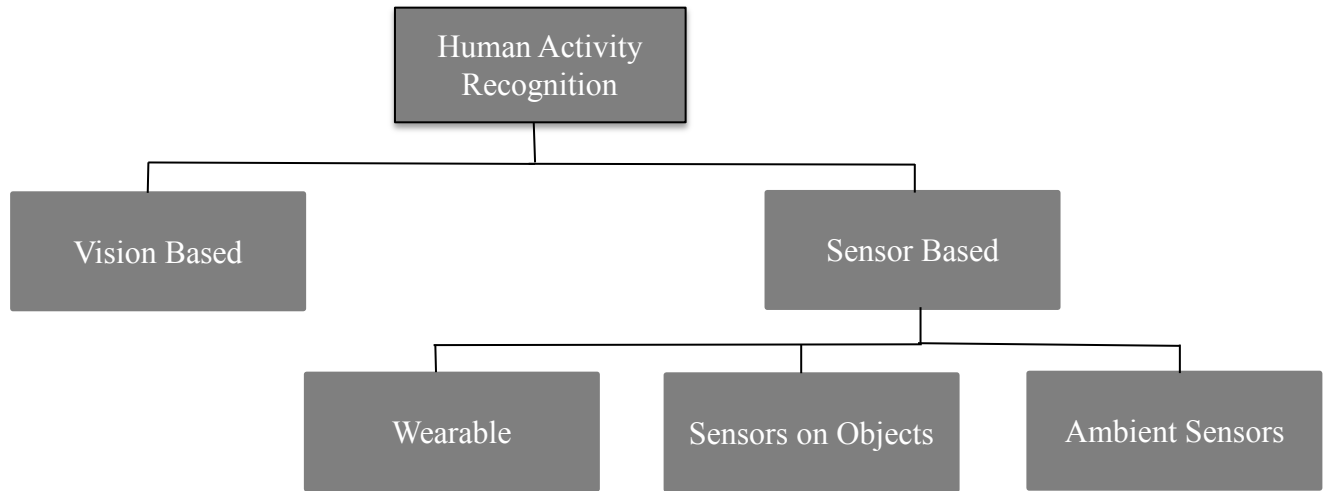 Human Activity
Recognition
Vision Based
Sensor Based
Wearable
Sensors on Objects
Ambient Sensors